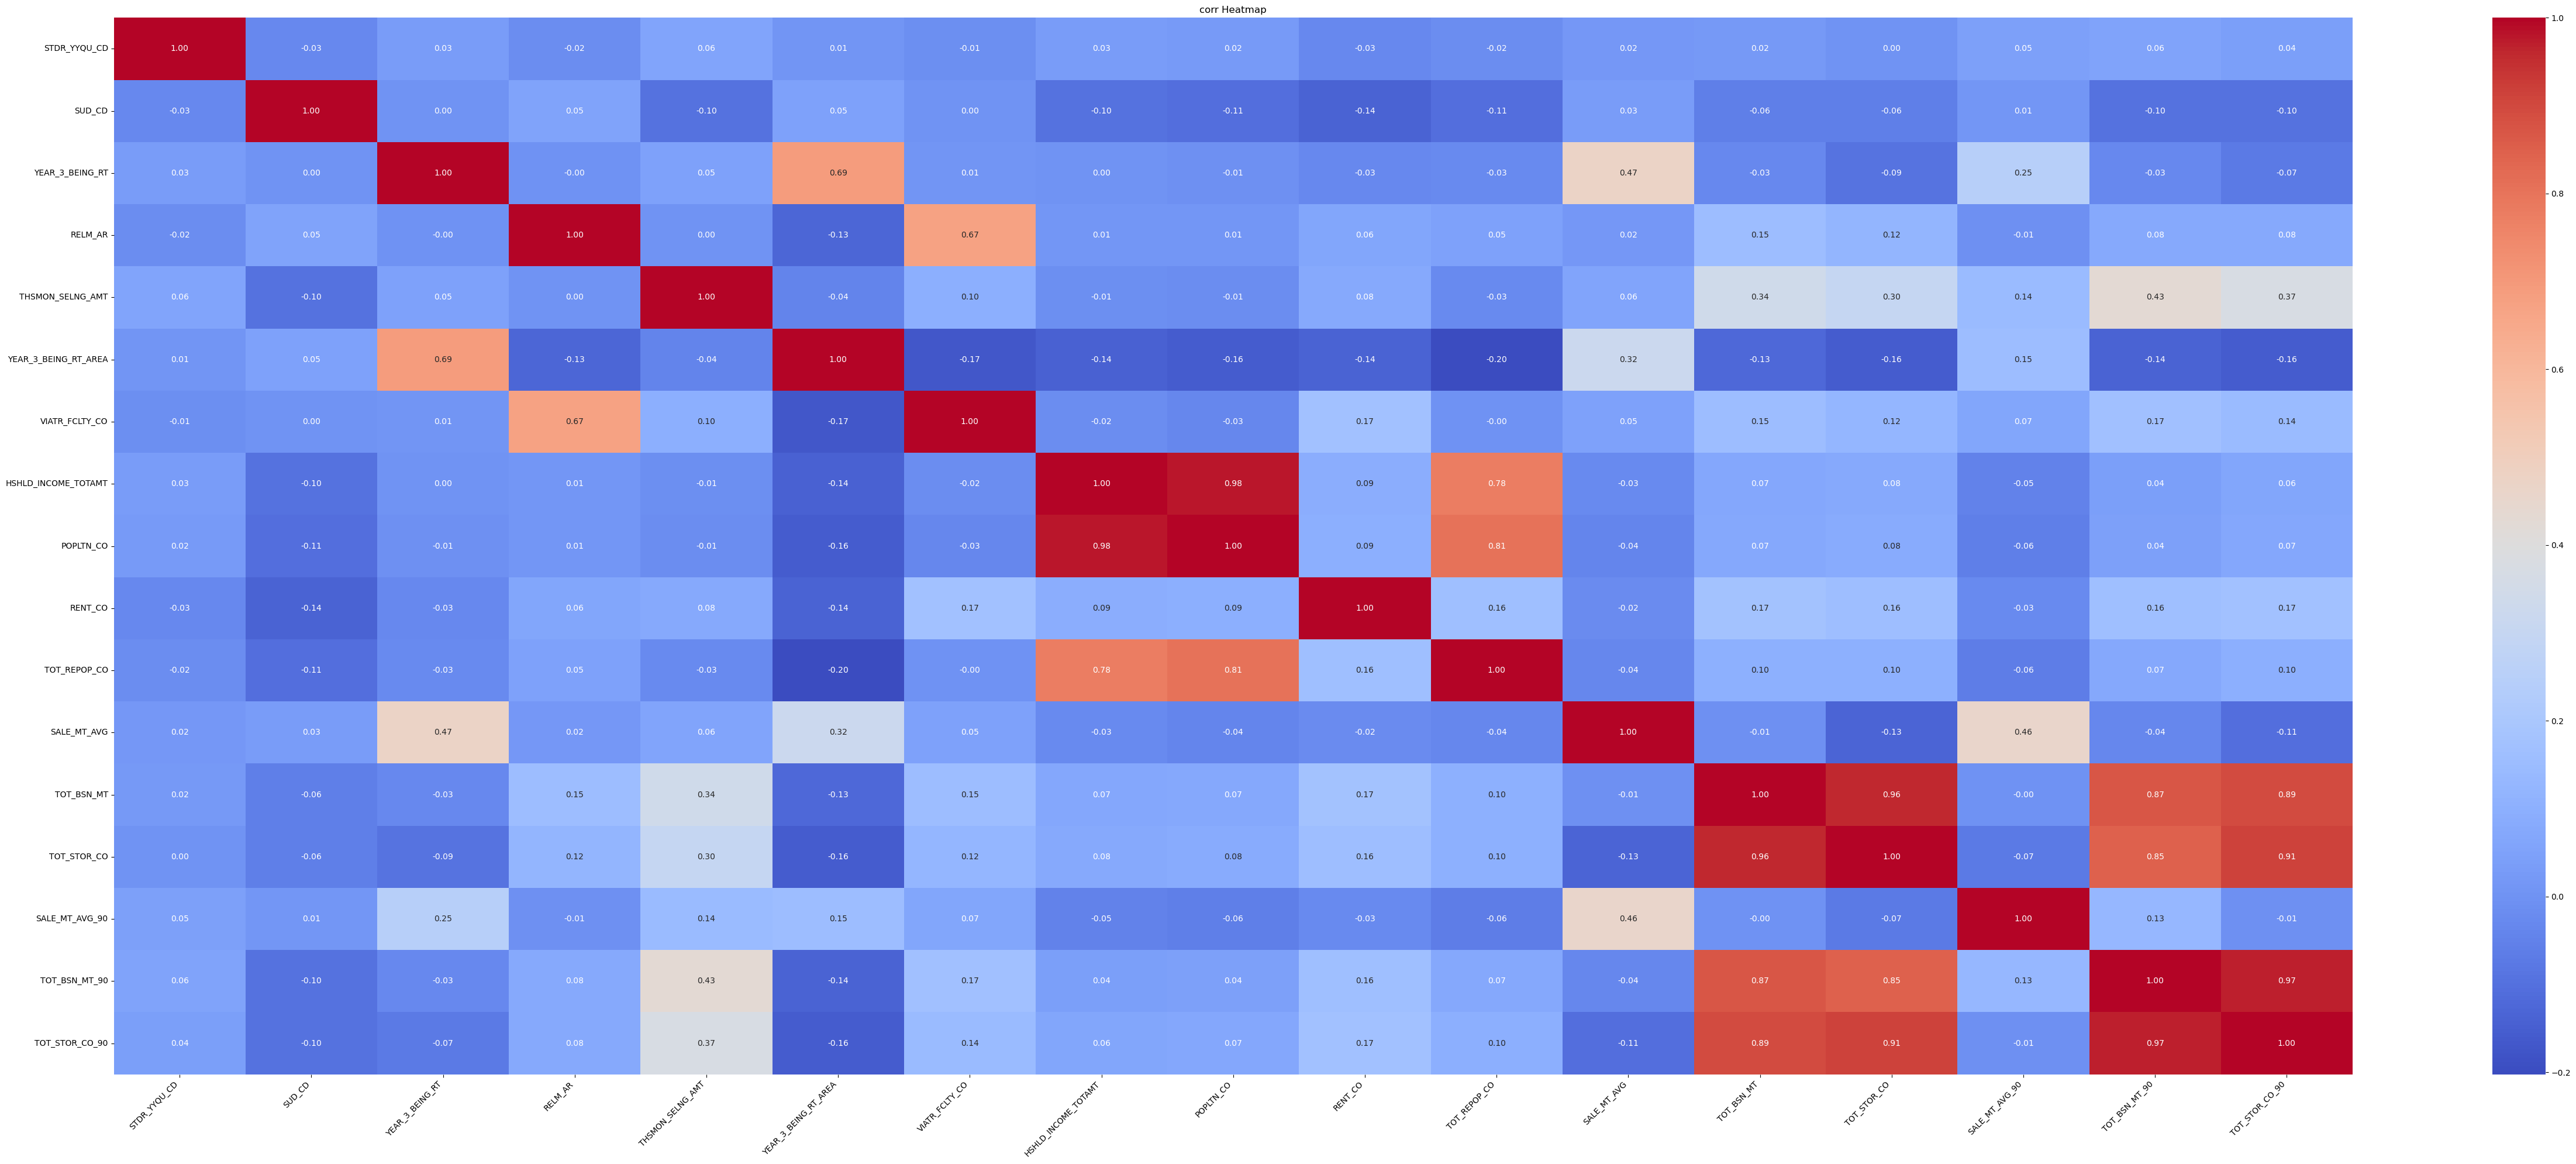 corr Heatmap
STDR_YYQU_CD 1.00 -0.03 0.03 -0.02 0.06 0.01 -0.01 0.03 0.02 -0.03 -0.02 0.02 0.02 0.00 0.05 0.06 0.04
SUD_CD -0.03 1.00 0.00 0.05 -0.10 0.05 0.00 -0.10 -0.11 -0.14 -0.11 0.03 -0.06 -0.06 0.01 -0.10 -0.10
YEAR_3_BEING_RT 0.03 0.00 1.00 -0.00 0.05 0.69 0.01 0.00 -0.01 -0.03 -0.03 0.47 -0.03 -0.09 0.25 -0.03 -0.07
RELM_AR -0.02 0.05 -0.00 1.00 0.00 -0.13 0.67 0.01 0.01 0.06 0.05 0.02 0.15 0.12 -0.01 0.08 0.08
THSMON_SELNG_AMT 0.06 -0.10 0.05 0.00 1.00 -0.04 0.10 -0.01 -0.01 0.08 -0.03 0.06 0.34 0.30 0.14 0.43 0.37
YEAR_3_BEING_RT_AREA 0.01 0.05 0.69 -0.13 -0.04 1.00 -0.17 -0.14 -0.16 -0.14 -0.20 0.32 -0.13 -0.16 0.15 -0.14 -0.16
VIATR_FCLTY_CO -0.01 0.00 0.01 0.67 0.10 -0.17 1.00 -0.02 -0.03 0.17 -0.00 0.05 0.15 0.12 0.07 0.17 0.14
HSHLD_INCOME_TOTAMT 0.03 -0.10 0.00 0.01 -0.01 -0.14 -0.02 1.00 0.98 0.09 0.78 -0.03 0.07 0.08 -0.05 0.04 0.06
POPLTN_CO 0.02 -0.11 -0.01 0.01 -0.01 -0.16 -0.03 0.98 1.00 0.09 0.81 -0.04 0.07 0.08 -0.06 0.04 0.07
RENT_CO -0.03 -0.14 -0.03 0.06 0.08 -0.14 0.17 0.09 0.09 1.00 0.16 -0.02 0.17 0.16 -0.03 0.16 0.17
TOT_REPOP_CO -0.02 -0.11 -0.03 0.05 -0.03 -0.20 -0.00 0.78 0.81 0.16 1.00 -0.04 0.10 0.10 -0.06 0.07 0.10
SALE_MT_AVG 0.02 0.03 0.47 0.02 0.06 0.32 0.05 -0.03 -0.04 -0.02 -0.04 1.00 -0.01 -0.13 0.46 -0.04 -0.11
TOT_BSN_MT 0.02 -0.06 -0.03 0.15 0.34 -0.13 0.15 0.07 0.07 0.17 0.10 -0.01 1.00 0.96 -0.00 0.87 0.89
TOT_STOR_CO 0.00 -0.06 -0.09 0.12 0.30 -0.16 0.12 0.08 0.08 0.16 0.10 -0.13 0.96 1.00 -0.07 0.85 0.91
SALE_MT_AVG_90 0.05 0.01 0.25 -0.01 0.14 0.15 0.07 -0.05 -0.06 -0.03 -0.06 0.46 -0.00 -0.07 1.00 0.13 -0.01
TOT_BSN_MT_90 0.06 -0.10 -0.03 0.08 0.43 -0.14 0.17 0.04 0.04 0.16 0.07 -0.04 0.87 0.85 0.13 1.00 0.97
TOT_STOR_CO_90 0.04 -0.10 -0.07 0.08 0.37 -0.16 0.14 0.06 0.07 0.17 0.10 -0.11 0.89 0.91 -0.01 0.97 1.00
STDR_YYQU_CD SUD_CD YEAR_3_BEING_RT RELM_AR THSMON_SELNG_AMT YEAR_3_BEING_RT_AREA VIATR_FCLTY_CO HSHLD_INCOME_TOTAMT POPLTN_CO RENT_CO TOT_REPOP_CO SALE_MT_AVG TOT_BSN_MT TOT_STOR_CO SALE_MT_AVG_90 TOT_BSN_MT_90 TOT_STOR_CO_90
1.0
0.8
0.6
0.4
0.2
0.0
−0.2